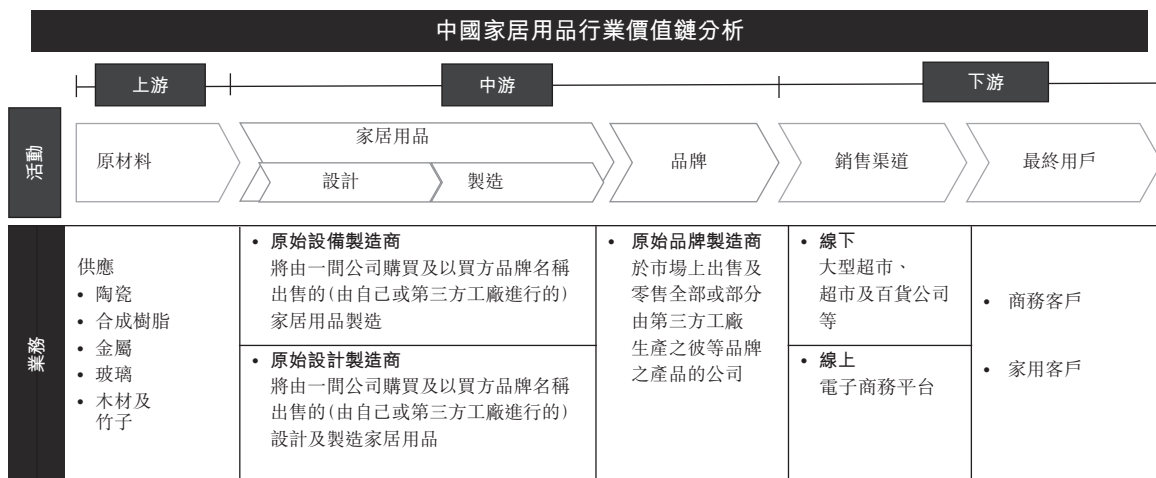 中國家居用品行業價值鏈分析
上游
中游
下游
活動
原材料
家居用品
設計
製造
品牌
銷售渠道
最終用戶
業務
供應
• 陶瓷
• 合成樹脂
• 金屬
• 玻璃
• 木材及
竹子
• 原始設備製造商
將由一間公司購買及以買方品牌名稱
出售的(由自己或第三方工廠進行的)
家居用品製造
• 原始設計製造商
將由一間公司購買及以買方品牌名稱
出售的(由自己或第三方工廠進行的)
設計及製造家居用品
• 原始品牌製造商
於市場上出售及
零售全部或部分
由第三方工廠
生產之彼等品牌
之產品的公司
• 線下
大型超市、
超市及百貨公司
等
• 線上
電子商務平台
• 商務客戶
• 家用客戶